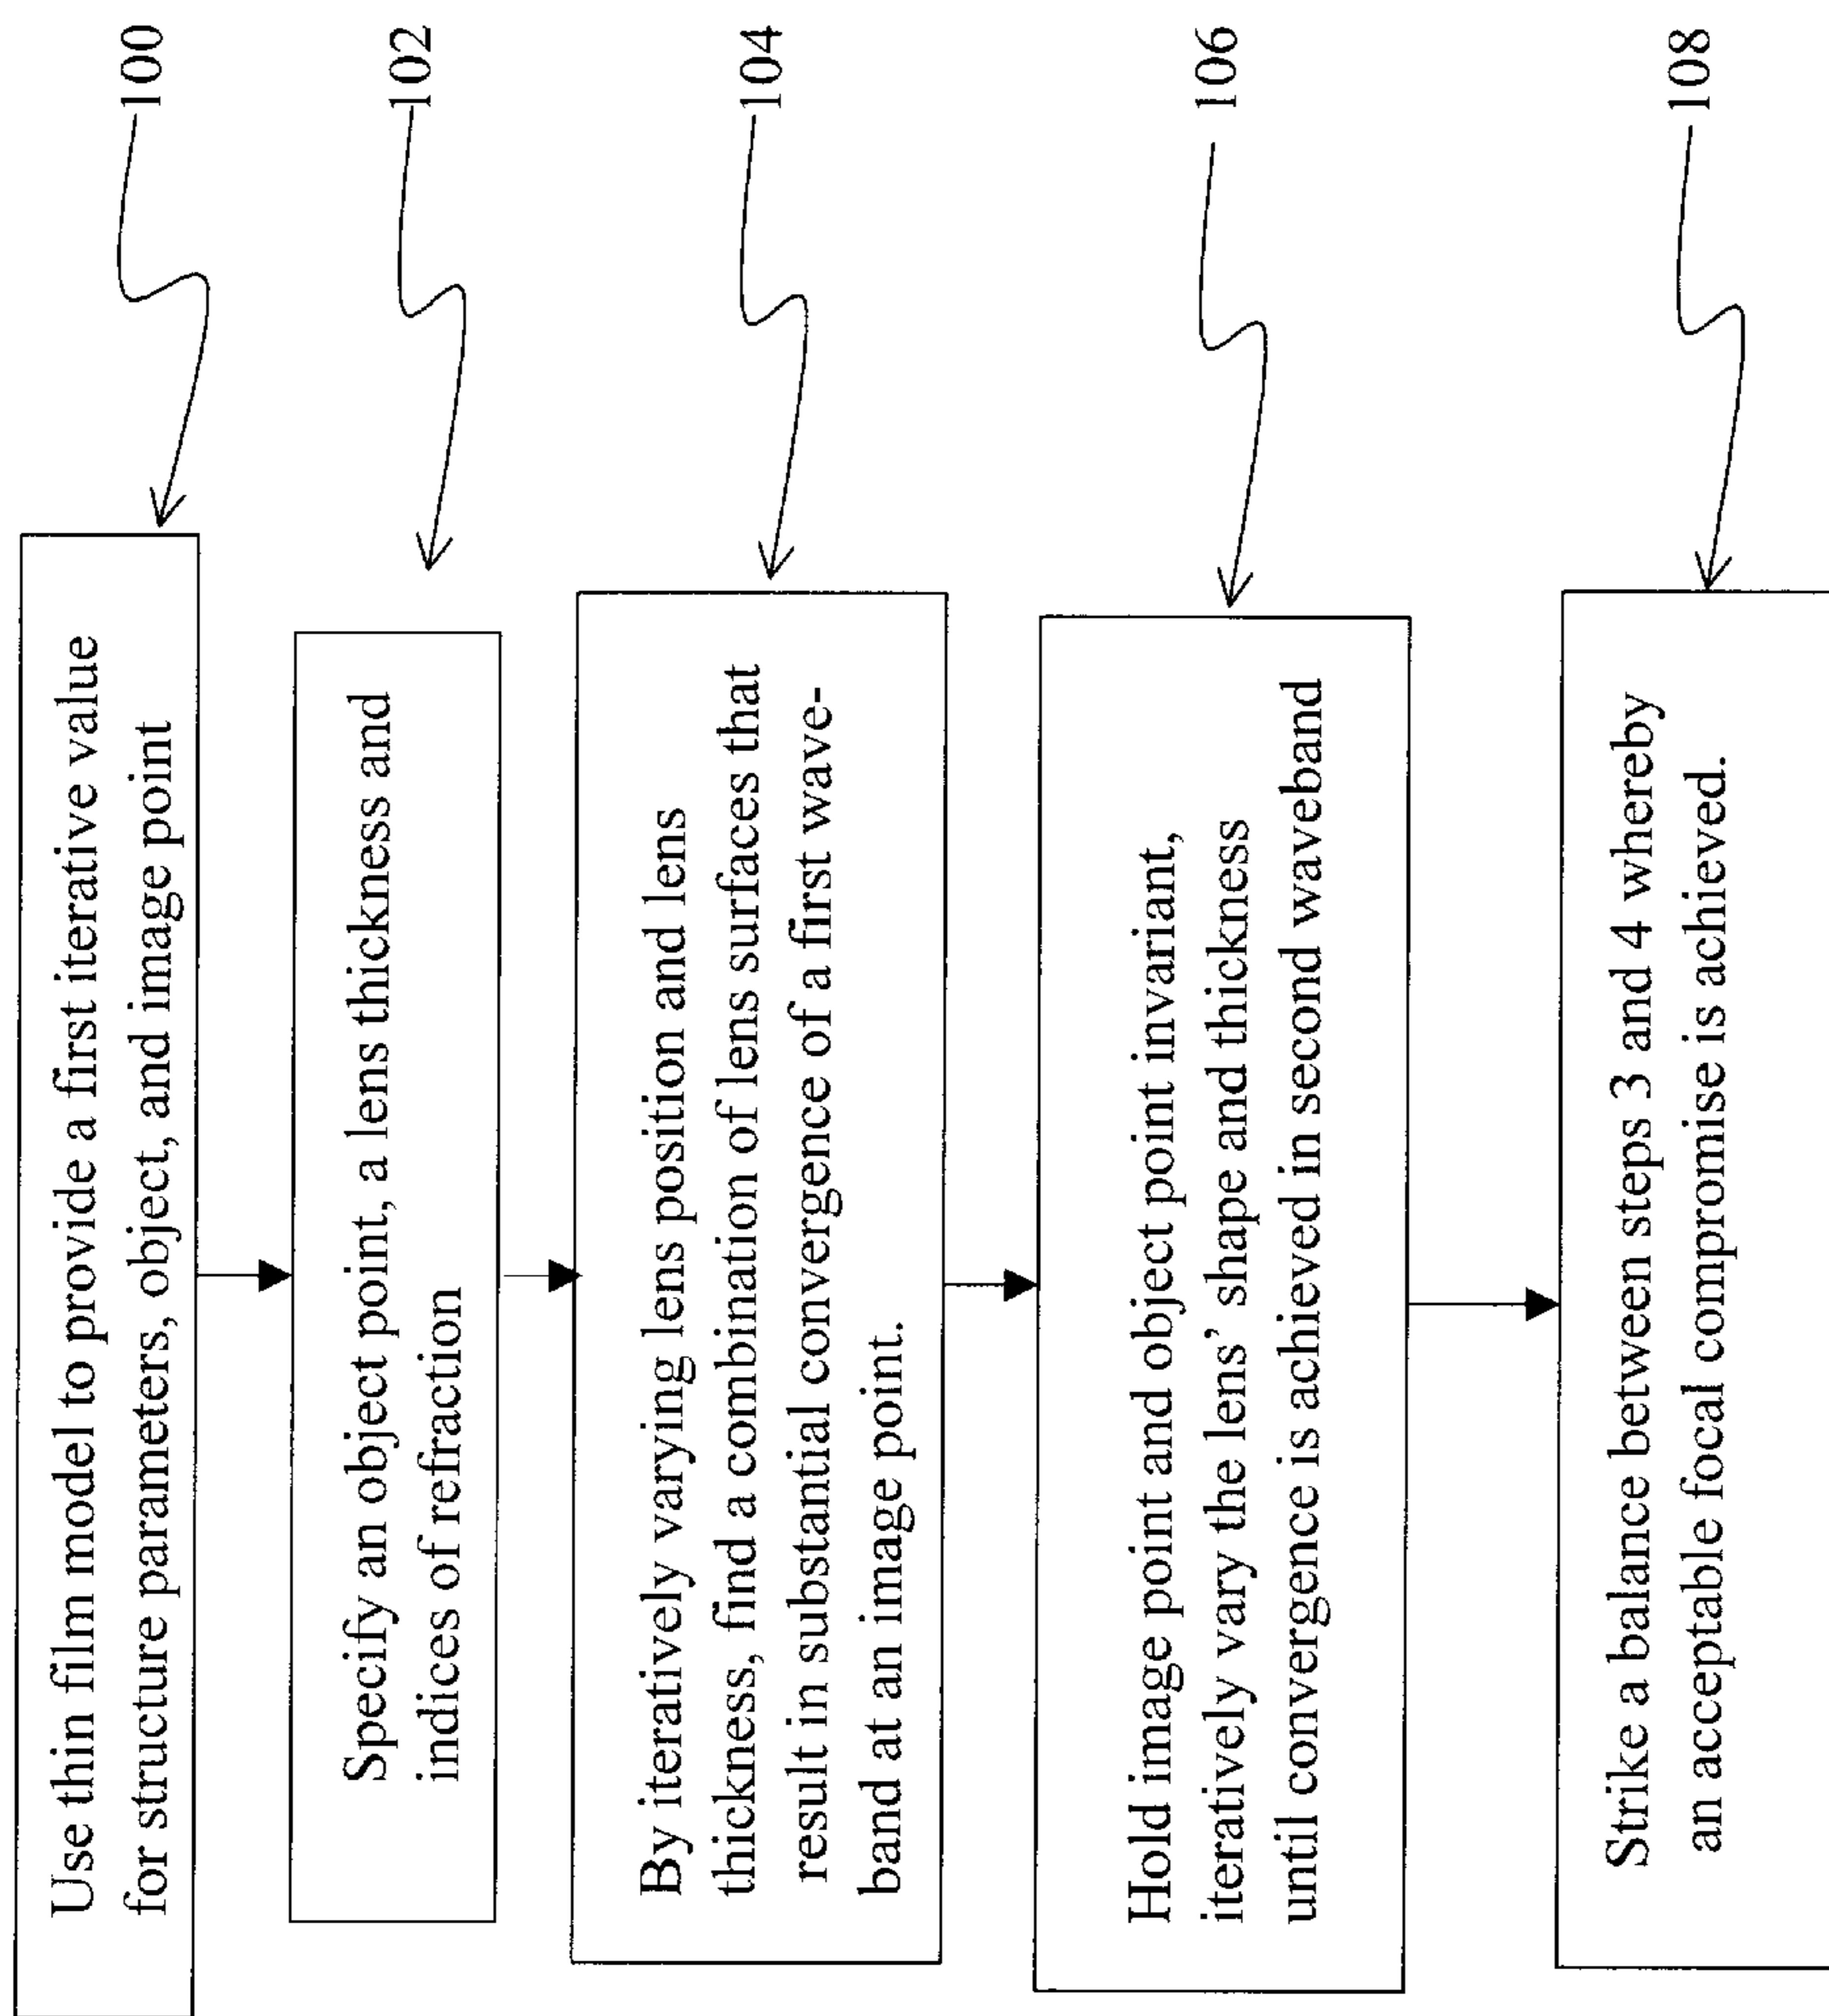 Use thin film model to provide a first iterative value
for structure parameters, object, and image point
100
Specify an object point, a lens thickness and
indices of refraction
102
By iteratively varying lens position and lens
thickness, find a combination of lens surfaces that
result in substantial convergence of a first wave-
band at an image point.
104
Hold image point and object point invariant,
iteratively vary the lens’ shape and thickness
until convergence is achieved in second waveband
106
Strike a balance between steps 3 and 4 whereby
an acceptable focal compromise is achieved.
108